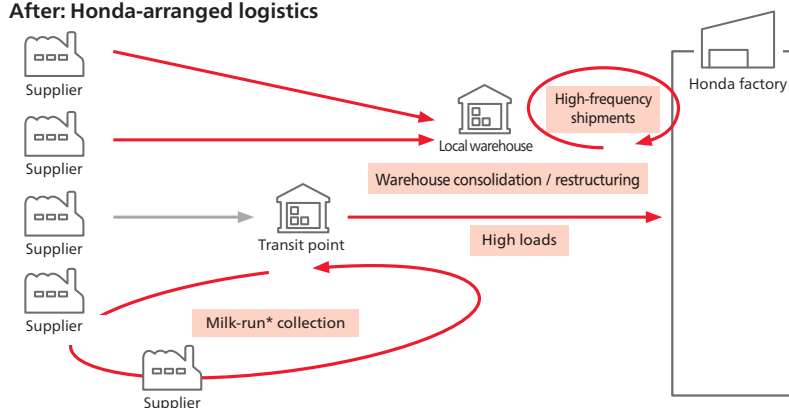 After: Honda-arranged logistics
Supplier
High-frequency
shipments
Honda factory
Local warehouse
Supplier
Warehouse consolidation / restructuring
Supplier
Transit point
High loads
Supplier
Milk-run* collection
Supplier